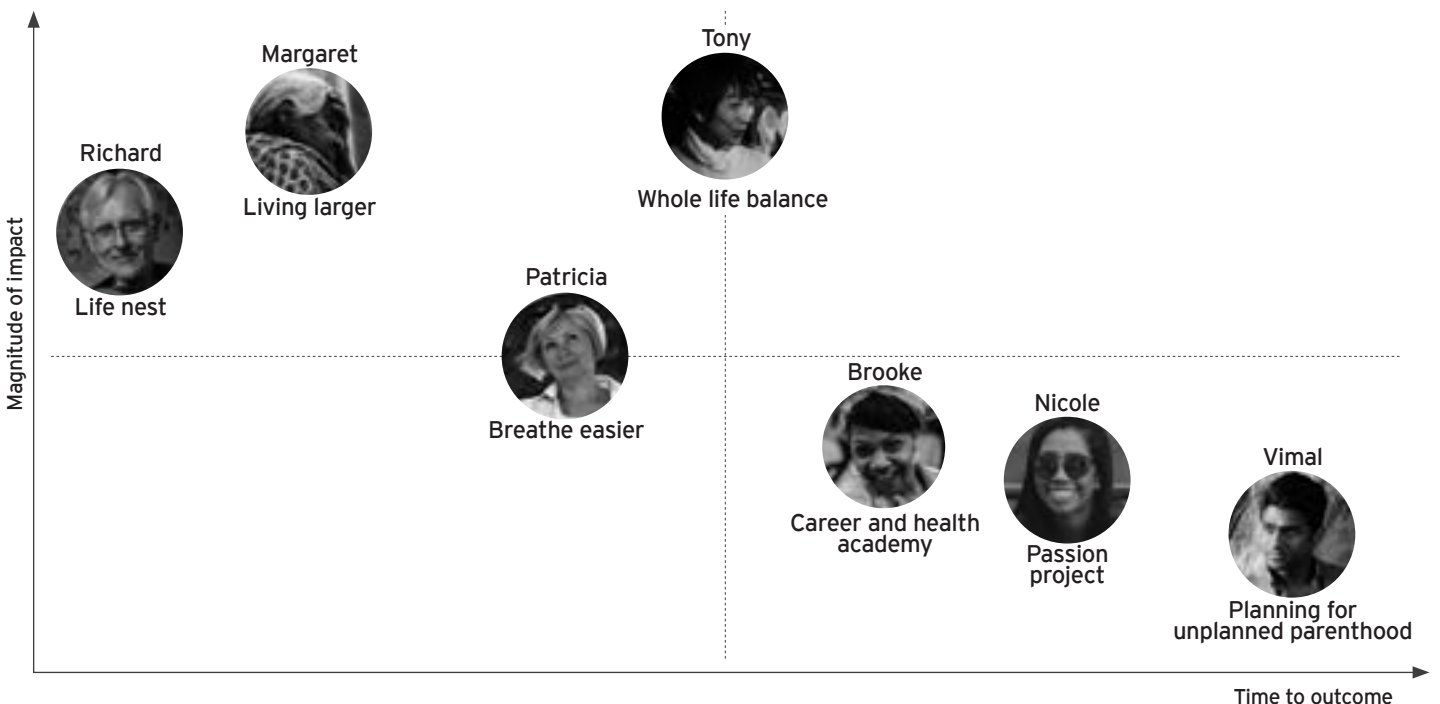 Magnitude of impact
Richard
Life nest
Margaret
Living larger
Tony
Whole life balance
Patricia
Breathe easier
Brooke
Career and health
academy
Nicole
Passion
project
Vimal
Planning for
unplanned parenthood
Time to outcome